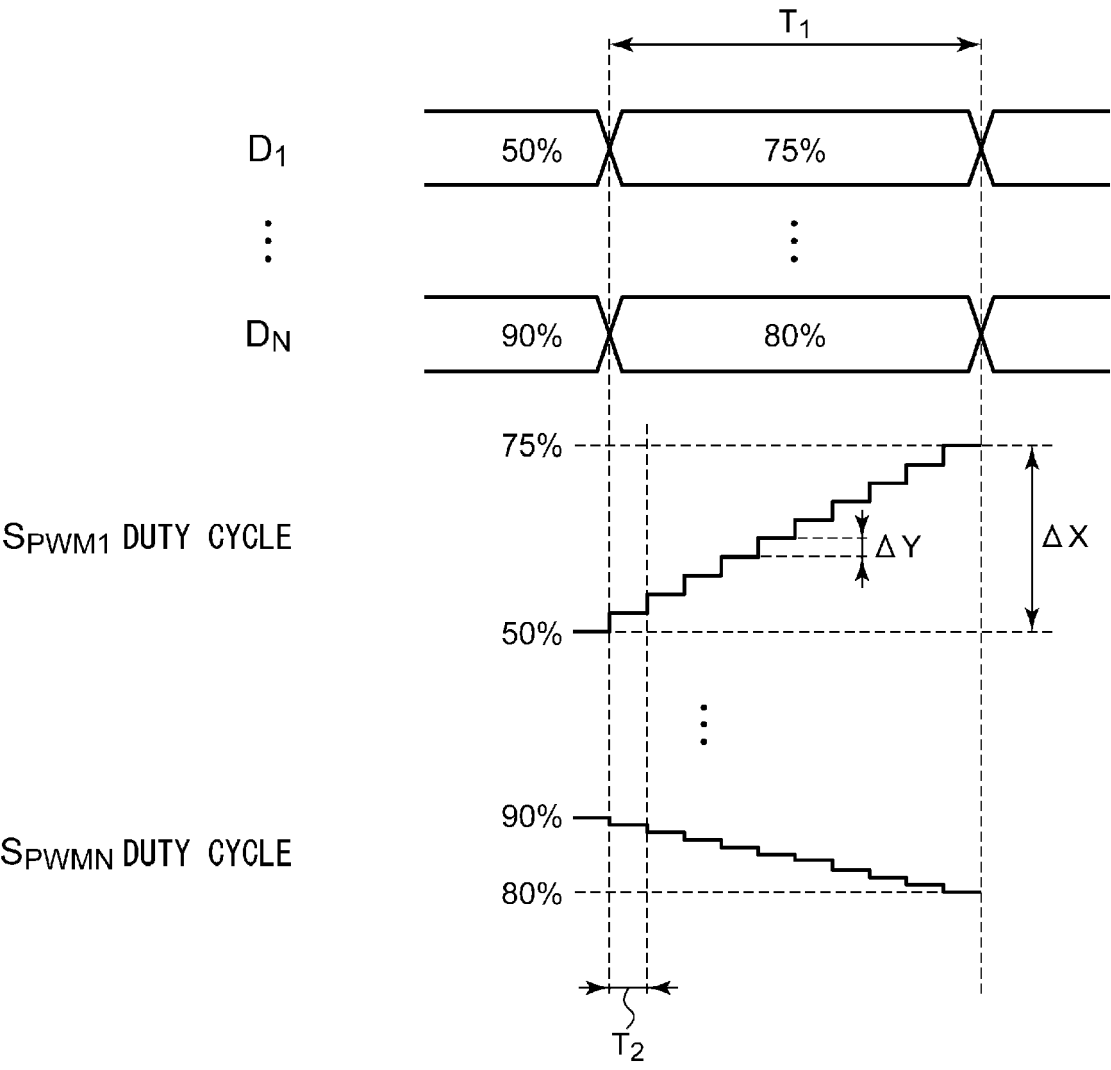 T1
D1 50% 75%
⋮ ⋮
DN 90% 80%
75%
SPWM1 DUTY CYCLE ΔY ΔX
50%
⋮
90%
SPWMN DUTY CYCLE
80%
T2